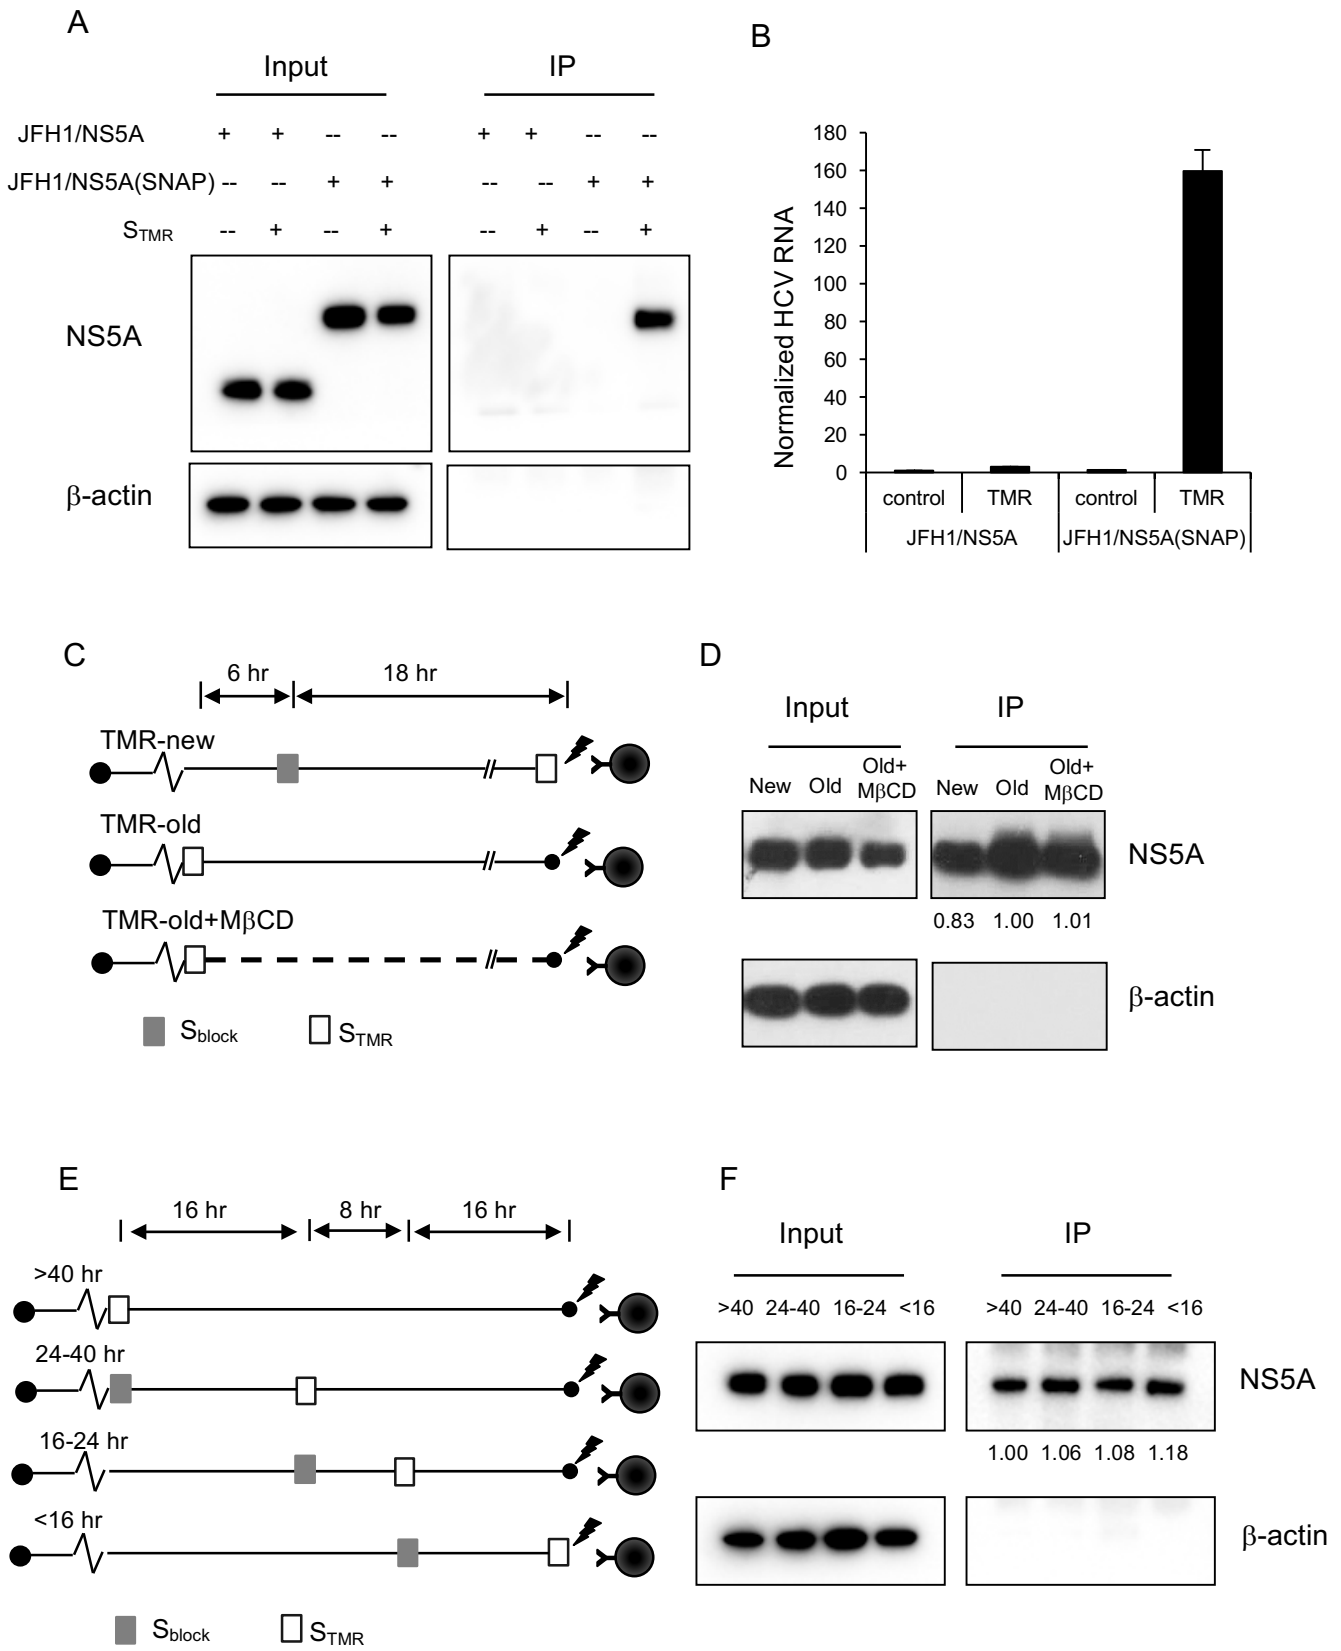 A
Input IP
JFH1/NS5A + + -- -- + + -- --
JFH1/NS5A(SNAP) -- -- + + -- -- + +
STMR -- + -- + -- + -- +
NS5A
β-actin
B
Normalized HCV RNA
180
160
140
120
100
80
60
40
20
0
control TMR control TMR
JFH1/NS5A JFH1/NS5A(SNAP)
C
6 hr 18 hr
TMR-new
TMR-old
TMR-old+MβCD
Sblock STMR
D
Input IP
New Old Old+ MβCD New Old Old+ MβCD
NS5A
0.83 1.00 1.01
β-actin
E
16 hr 8 hr 16 hr
>40 hr
24-40 hr
16-24 hr
<16 hr
Sblock STMR
F
Input IP
>40 24-40 16-24 <16 >40 24-40 16-24 <16
NS5A
1.00 1.06 1.08 1.18
β-actin